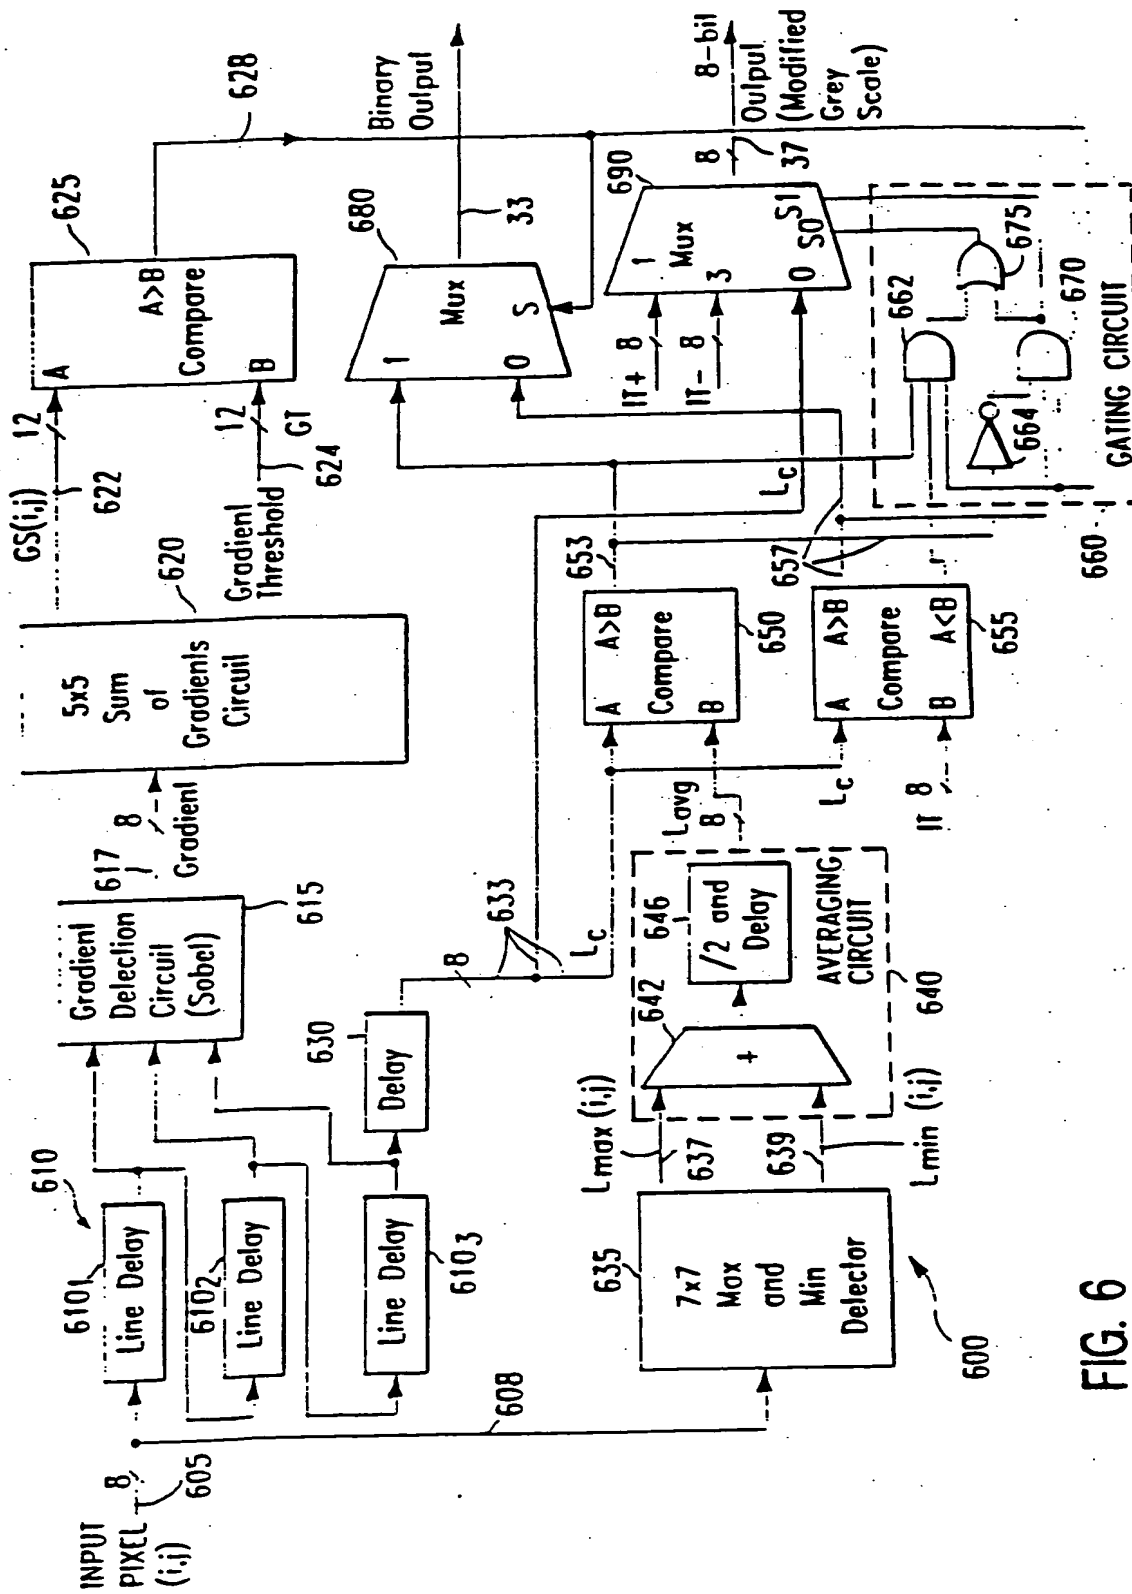 INPUT
PIXEL
(i,j)
8
605
608
610
610₁
Line Delay
610₂
Line Delay
Line Delay
610₃
630
Delay
Gradient
Detection
Circuit
(Sobel)
615
617
8
Gradient
5x5
Sum
of
Gradients
Circuit
620
GS(i,j)
12
622
Gradient
Threshold
12
GT
624
A
B
A>B
Compare
625
628
8
633
Lc
635
7x7
Max
and
Min
Detector
600
Lmax (i,j)
637
639
Lmin (i,j)
642
+
646
/2 and
Delay
AVERAGING
CIRCUIT
640
Lavg
8
A
B
A>B
Compare
650
653
Lc
IT
8
A
B
A>B
A<B
Compare
655
657
Lc
680
1
0
Mux
S
33
Binary
Output
IT+
8
IT-
8
690
1
Mux
3
0
S0
S1
8
37
8-bit
Output
(Modified
Grey
Scale)
662
664
670
675
GATING CIRCUIT
660
FIG. 6